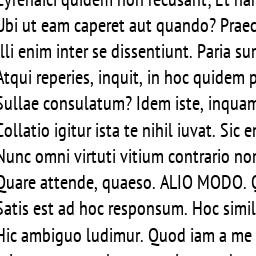 Cyrenaici quidem non recusant; Et nam
Ubi ut eam caperet aut quando? Praec
Illi enim inter se dissentiunt. Paria sun
Atqui reperies, inquit, in hoc quidem p
Sullae consulatum? Idem iste, inquam
Collatio igitur ista te nihil iuvat. Sic er
Nunc omni virtuti vitium contrario nor
Quare attende, quaeso. ALIO MODO. Q
Satis est ad hoc responsum. Hoc simil
Hic ambiguo ludimur. Quod iam a me